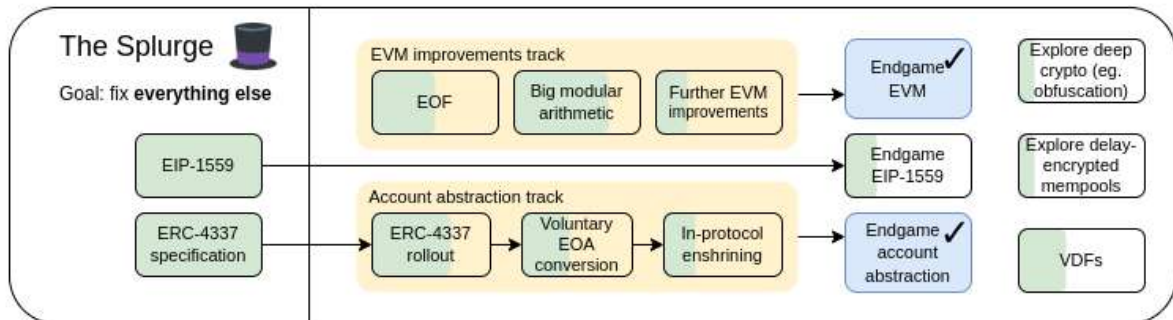 The Splurge
Goal: fix everything else
EIP-1559
ERC-4337
specification
EVM improvements track
EOF
Big modular
arithmetic
Further EVM
improvements
Account abstraction track
ERC-4337
rollout
Voluntary
EOA
conversion
In-protocol
enshrining
Endgame
EVM
Endgame
EIP-1559
Endgame
account
abstraction
Explore deep
crypto (eg.
obfuscation)
Explore delay-
encrypted
mempools
VDFs